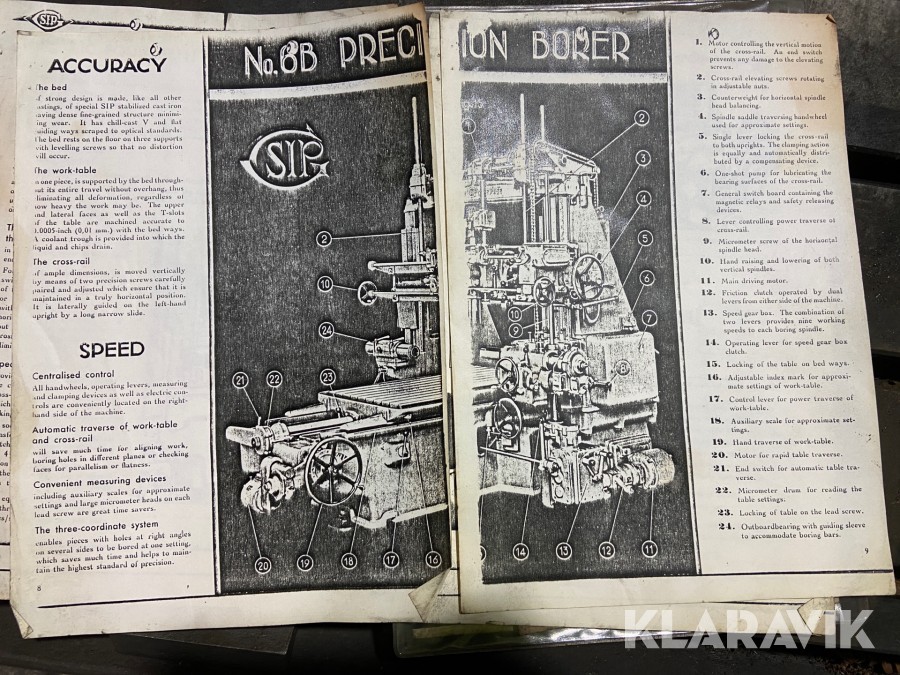 SIP
ACCURACY
The bed
of strong design is made, like all other
castings, of special SIP stabilised cast iron
having dense fine-grained structure minimi-
sing wear. It has chill-cast V and flat
guiding ways scraped to optical standards.
The bed rests on the floor on three supports
with levelling screws so that no distortion
will occur.
The work-table
in one piece, is supported by the bed through-
out its entire travel without overhang, thus
eliminating all deformation, regardless of
how heavy the work may be. The upper
and lateral faces as well as the T-slots
of the table are machined accurate to
0.0005-inch (0,01 mm.) with the bed ways.
A coolant trough is provided into which the
liquid and chips drain.
The cross-rail
of ample dimensions, is moved vertically
by means of two precision screws carefully
paired and adjusted which ensure that it is
maintained in a truly horizontal position.
It is laterally guided on the left-hand
upright by a long narrow slide.
SPEED
Centralised control
All handwheels, operating levers, measuring
and clamping devices as well as electric con-
trols are conveniently located on the right-
hand side of the machine.
Automatic traverse of work-table
and cross-rail
will save much time for aligning work,
boring holes in different planes or checking
faces for parallelism or flatness.
Convenient measuring devices
including auxiliary scales for approximate
settings and large micrometer heads on each
lead screw are great time savers.
The three-coordinate system
enables pieces with holes at right angles
on several sides to be bored at one setting,
which saves much time and helps to main-
tain the highest standard of precision.
8
No. 6B PRECI
SIP
2
10
24
21
22
23
20
19
18
17
16
ION BORER
1
2
3
4
5
6
7
10
9
8
14
13
12
11
1. Motor controlling the vertical motion
of the cross-rail. An end switch
prevents any damage to the elevating
screws.
2. Cross-rail elevating screws rotating
in adjustable nuts.
3. Counterweight for horizontal spindle
head balancing.
4. Spindle saddle traversing handwheel
used for approximate settings.
5. Single lever locking the cross-rail
to both uprights. The clamping action
is equally and automatically distri-
buted by a compensating device.
6. One-shot pump for lubricating the
bearing surfaces of the cross-rail.
7. General switch board containing the
magnetic relays and safety releasing
devices.
8. Lever controlling power traverse of
cross-rail.
9. Micrometer screw of the horizontal
spindle head.
10. Hand raising and lowering of both
vertical spindles.
11. Main driving motor.
12. Friction clutch operated by dual
levers from either side of the machine.
13. Speed gear box. The combination of
two levers provides nine working
speeds to each boring spindle.
14. Operating lever for speed gear box
clutch.
15. Locking of the table on bed ways.
16. Adjustable index mark for approxi-
mate settings of work-table.
17. Control lever for power traverse of
work-table.
18. Auxiliary scale for approximate set-
tings.
19. Hand traverse of work-table.
20. Motor for rapid table traverse.
21. End switch for automatic table tra-
verse.
22. Micrometer drum for reading the
table settings.
23. Locking of table on the lead screw.
24. Outboardbearing with guiding sleeve
to accommodate boring bars.
9
KLARAVIK